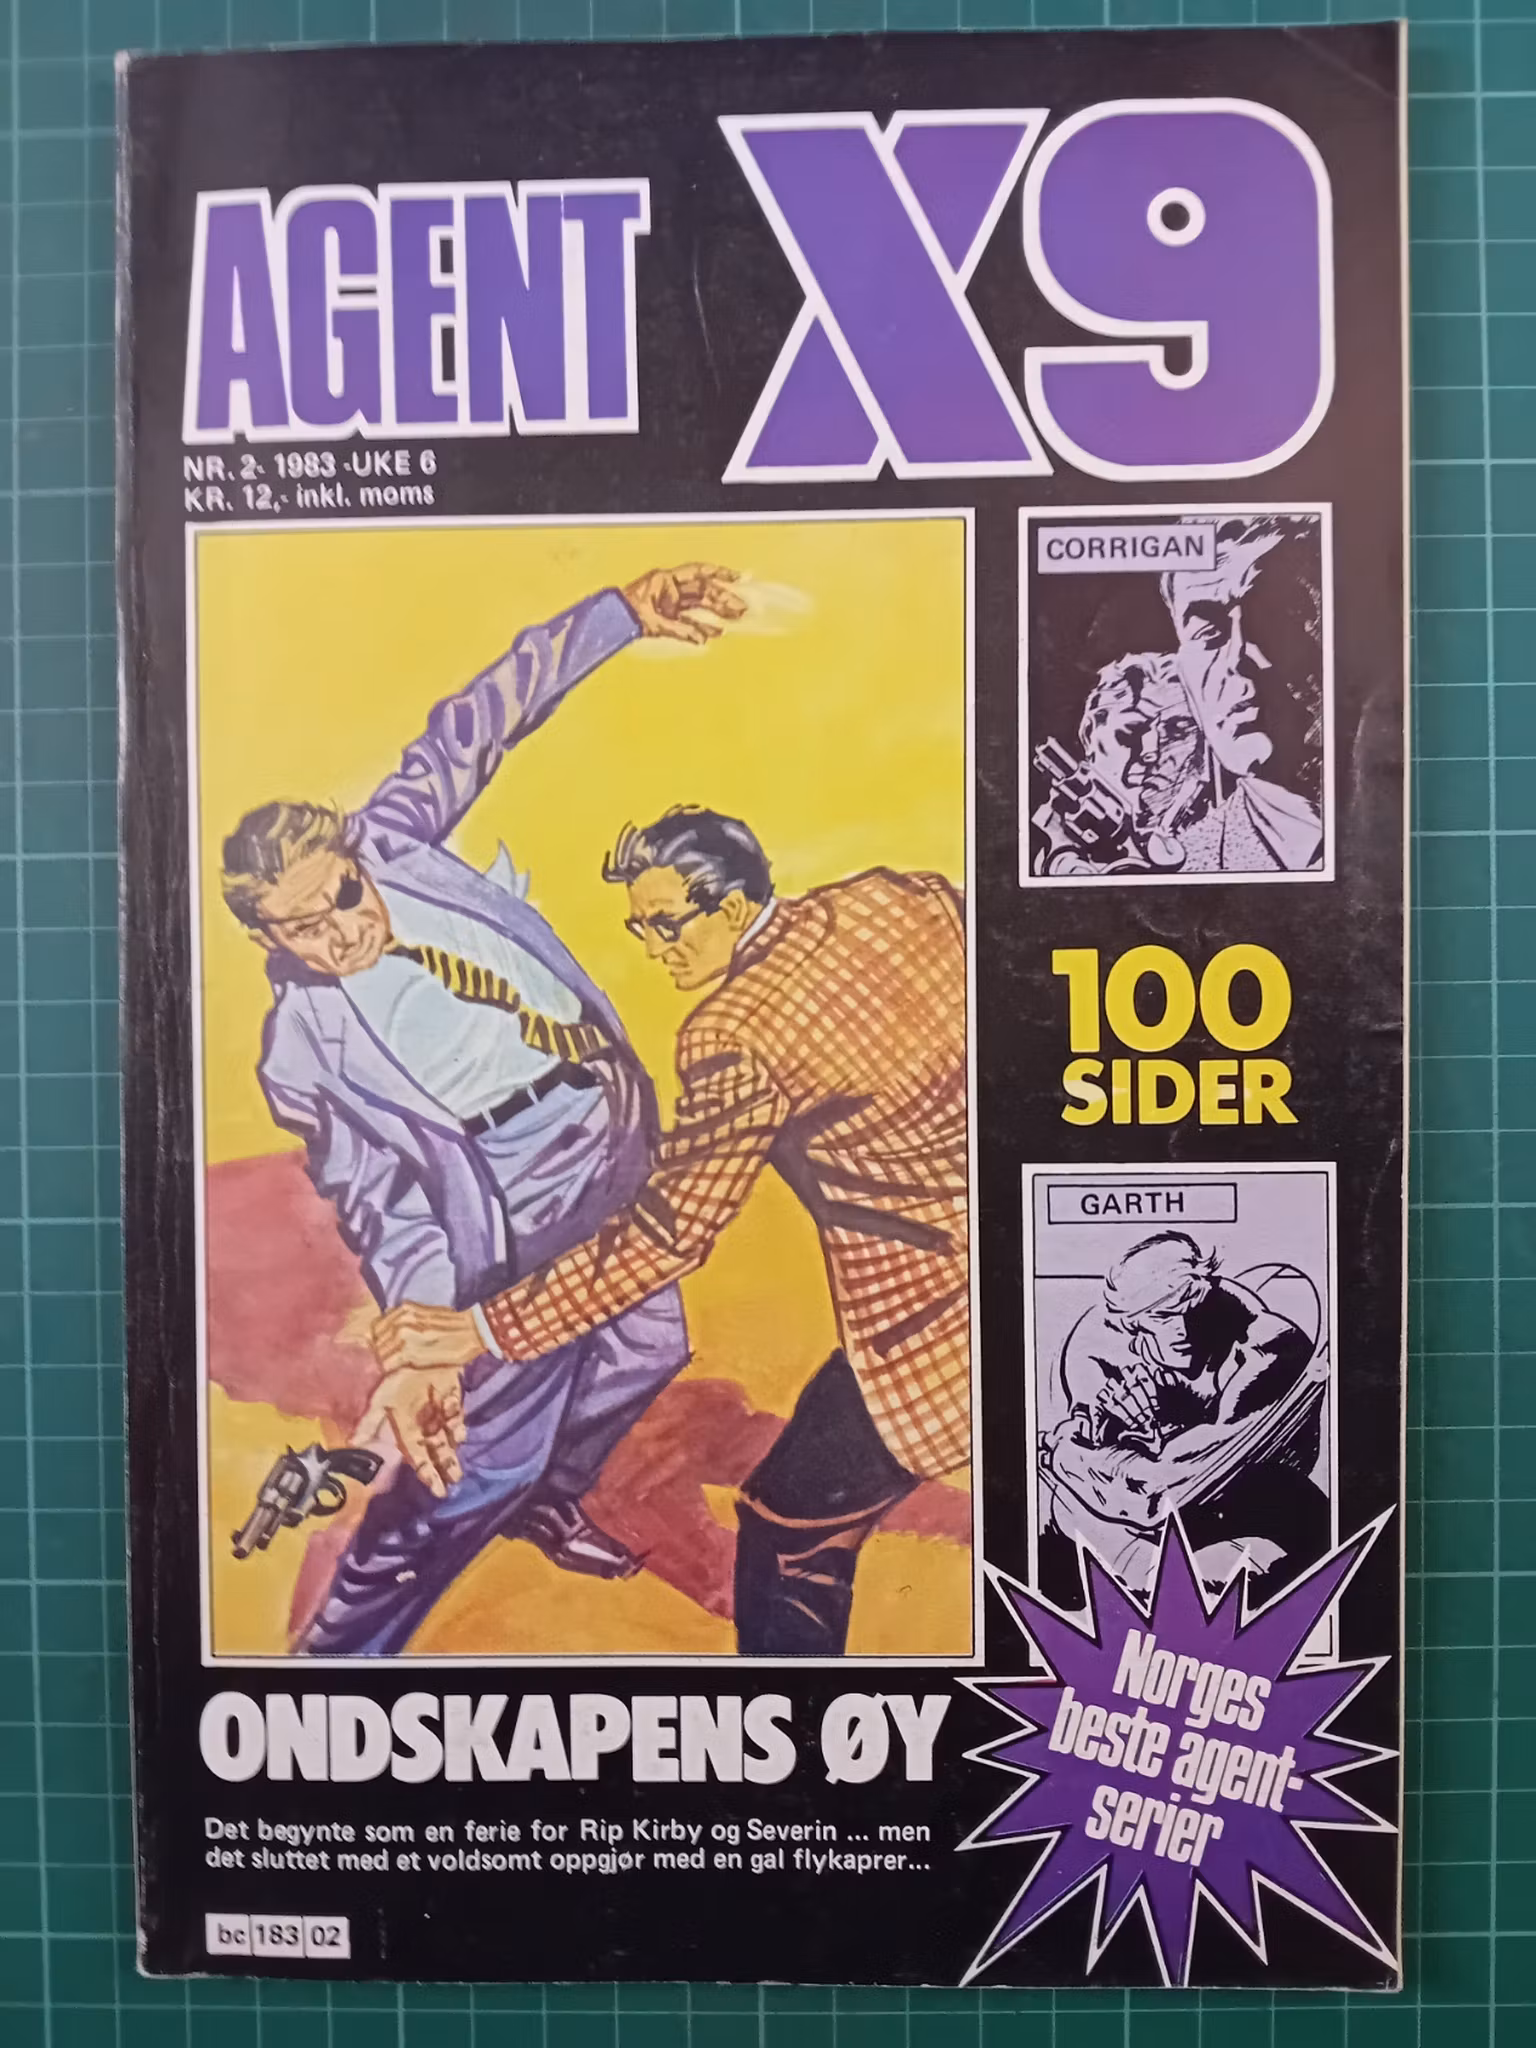 AGENT X9
NR. 2 - 1983 - UKE 6
KR. 12,- inkl. moms
CORRIGAN
100
SIDER
GARTH
Norges
beste agent-
serier
ONDSKAPENS ØY
Det begynte som en ferie for Rip Kirby og Severin ... men
det sluttet med et voldsomt oppgjør med en gal flykaprer...
bc 183 02